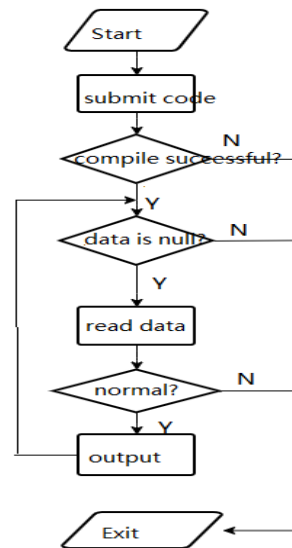 Start
submit code
N
compile successful?
Y
N
data is null?
Y
read data
N
normal?
Y
output
Exit